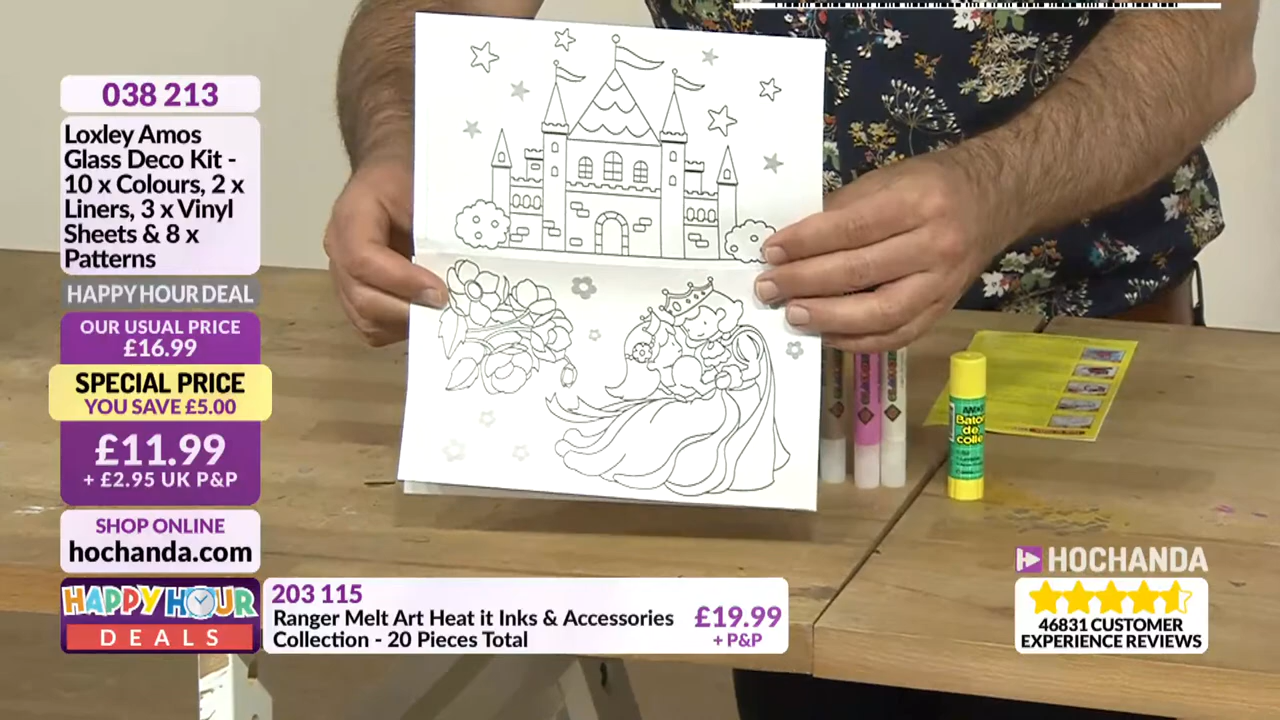 038 213
Loxley Amos
Glass Deco Kit -
10 x Colours, 2 x
Liners, 3 x Vinyl
Sheets & 8 x
Patterns
HAPPY HOUR DEAL
OUR USUAL PRICE
£16.99
SPECIAL PRICE
YOU SAVE £5.00
£11.99
+ £2.95 UK P&P
SHOP ONLINE
hochanda.com
HAPPY HOUR
DEALS
203 115
Ranger Melt Art Heat it Inks & Accessories
Collection - 20 Pieces Total
£19.99
+ P&P
Baton
de
colle
HOCHANDA
46831 CUSTOMER
EXPERIENCE REVIEWS